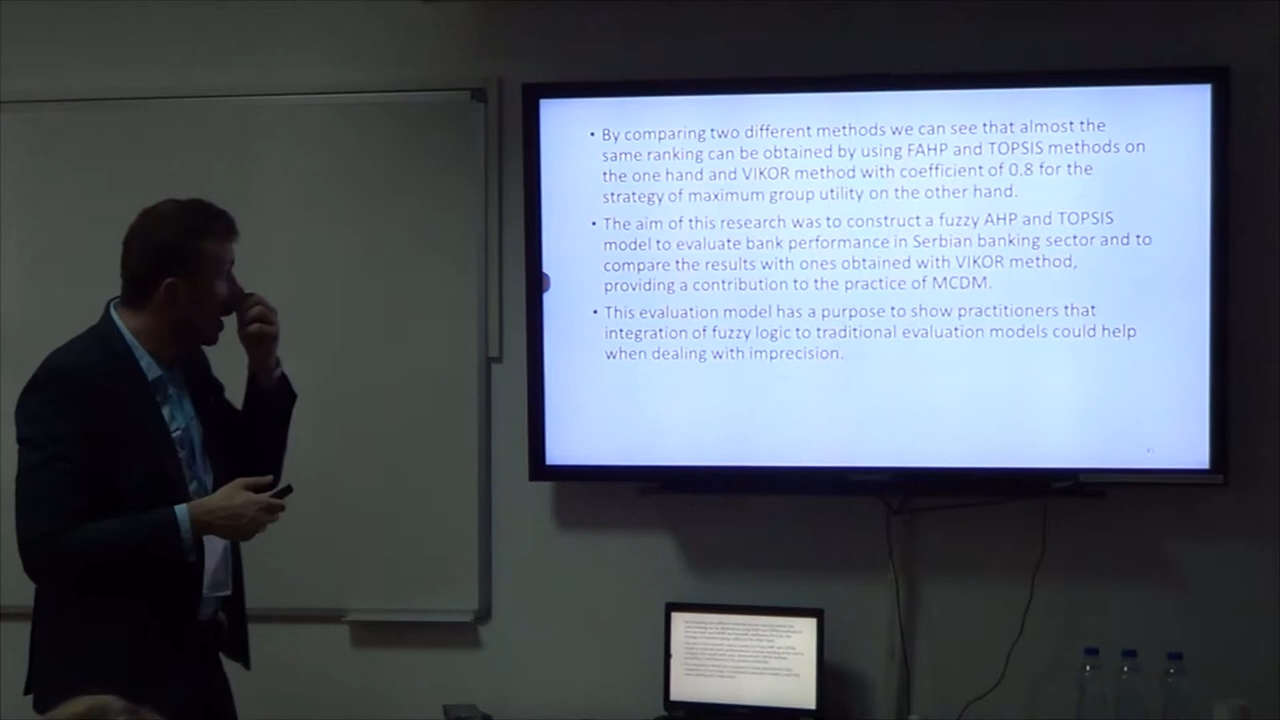 • By comparing two different methods we can see that almost the
same ranking can be obtained by using FAHP and TOPSIS methods on
the one hand and VIKOR method with coefficient of 0.8 for the
strategy of maximum group utility on the other hand.
• The aim of this research was to construct a fuzzy AHP and TOPSIS
model to evaluate bank performance in Serbian banking sector and to
compare the results with ones obtained with VIKOR method,
providing a contribution to the practice of MCDM.
• This evaluation model has a purpose to show practitioners that
integration of fuzzy logic to traditional evaluation models could help
when dealing with imprecision.